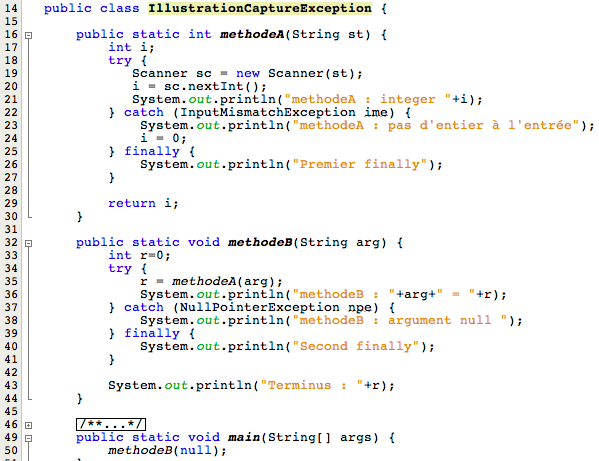 14 public class IllustrationCaptureException {
15
16 public static int methodeA(String st) {
17 int i;
18 try {
19 Scanner sc = new Scanner(st);
20 i = sc.nextInt();
21 System.out.println("methodeA : integer "+i);
22 } catch (InputMismatchException ime) {
23 System.out.println("methodeA : pas d'entier à l'entrée");
24 i = 0;
25 } finally {
26 System.out.println("Premier finally");
27 }
28
29 return i;
30 }
31
32 public static void methodeB(String arg) {
33 int r=0;
34 try {
35 r = methodeA(arg);
36 System.out.println("methodeB : "+arg+" = "+r);
37 } catch (NullPointerException npe) {
38 System.out.println("methodeB : argument null ");
39 } finally {
40 System.out.println("Second finally");
41 }
42
43 System.out.println("Terminus : "+r);
44 }
45
46 /**...*/
49 public static void main(String[] args) {
50 methodeB(null);